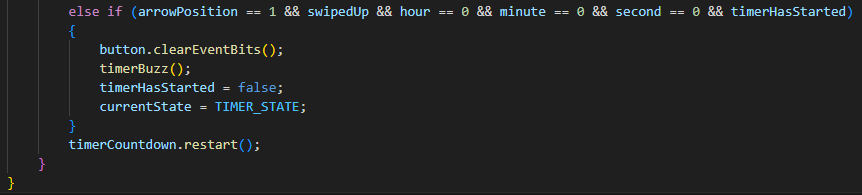 else if (arrowPosition == 1 && swipedUp && hour == 0 && minute == 0 && second == 0 && timerHasStarted)
{
button.clearEventBits();
timerBuzz();
timerHasStarted = false;
currentState = TIMER_STATE;
}
timerCountdown.restart();
}
}